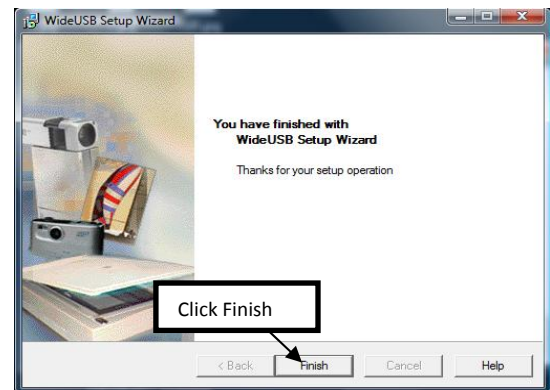 WideUSB Setup Wizard
You have finished with
WideUSB Setup Wizard
Thanks for your setup operation
Click Finish
< Back
Finish
Cancel
Help